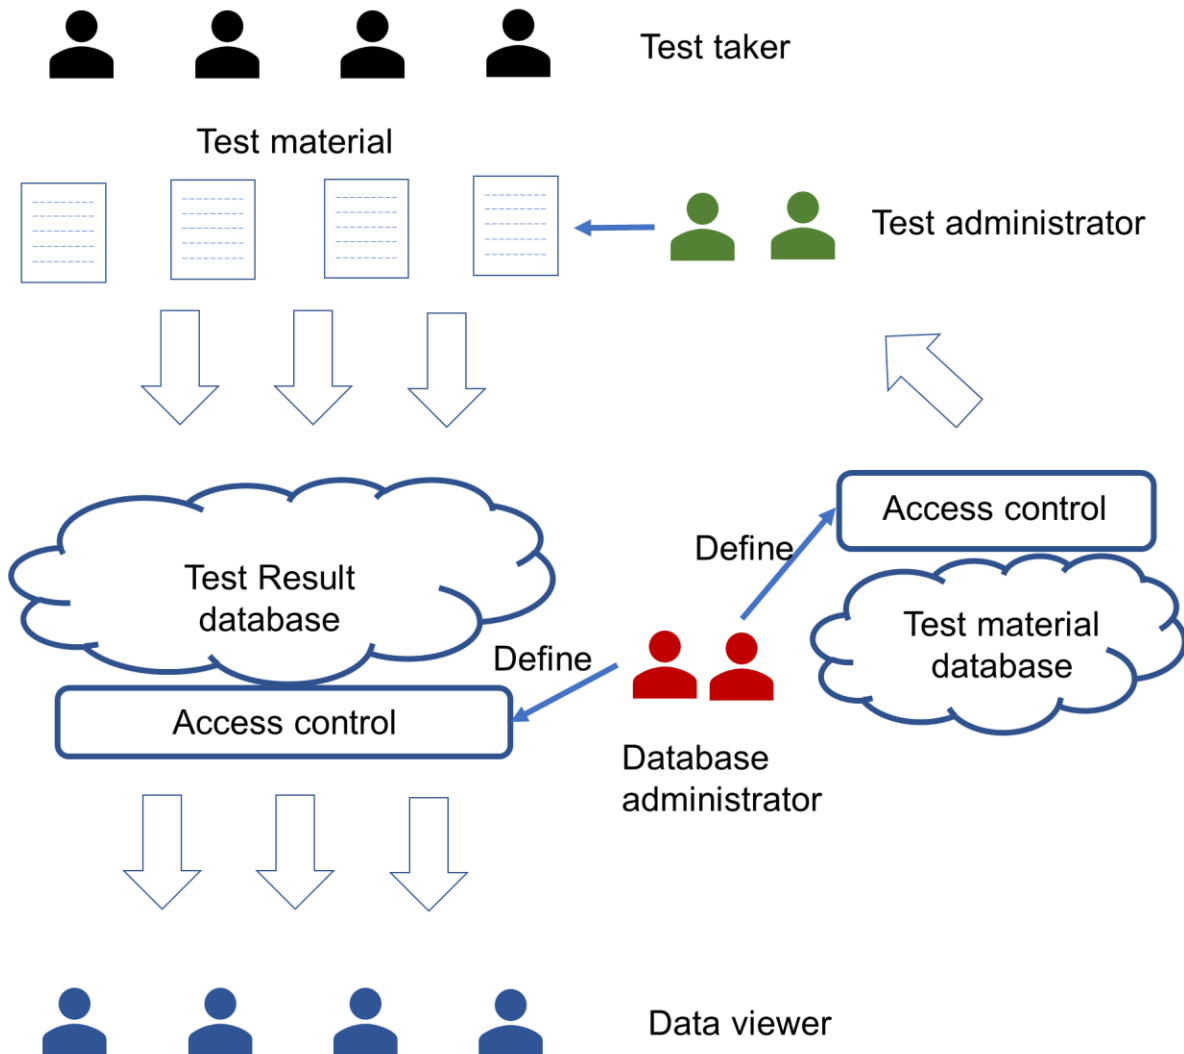 Test taker
Test material
Test administrator
Access control
Define
Test Result
database
Test material
database
Define
Access control
Database
administrator
Data viewer